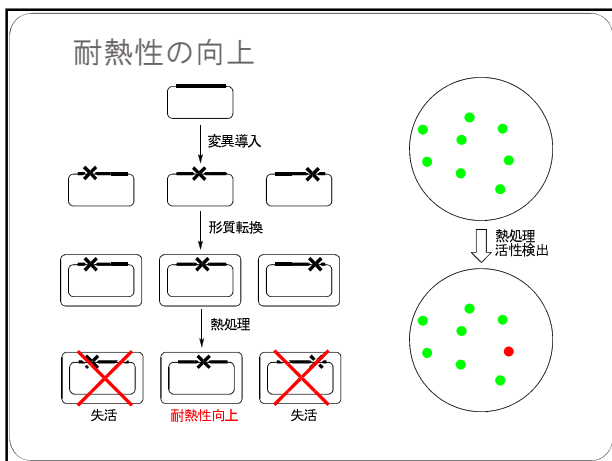 耐熱性の向上
変異導入
形質転換
熱処理
失活
耐熱性向上
失活
熱処理
活性検出